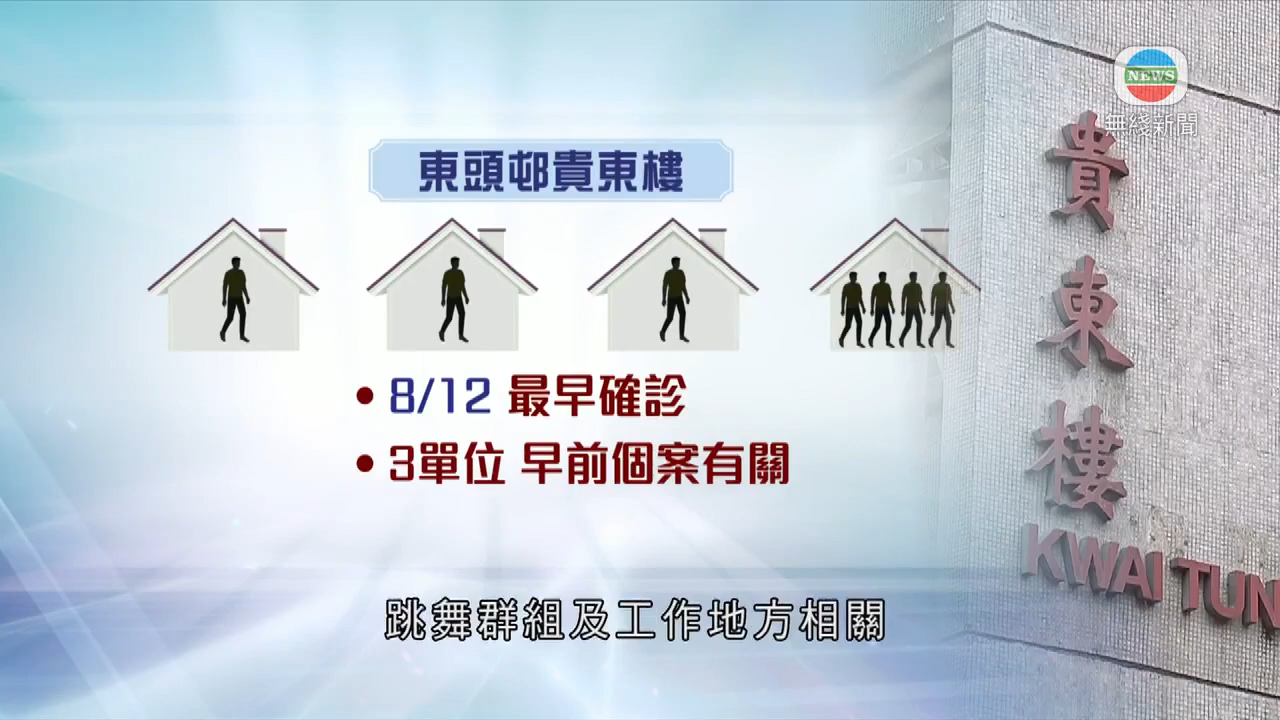 NEWS
無綫新聞
東頭邨貴東樓
8/12 最早確診
3單位 早前個案有關
跳舞群組及工作地方相關
貴東樓
KWAI TUN